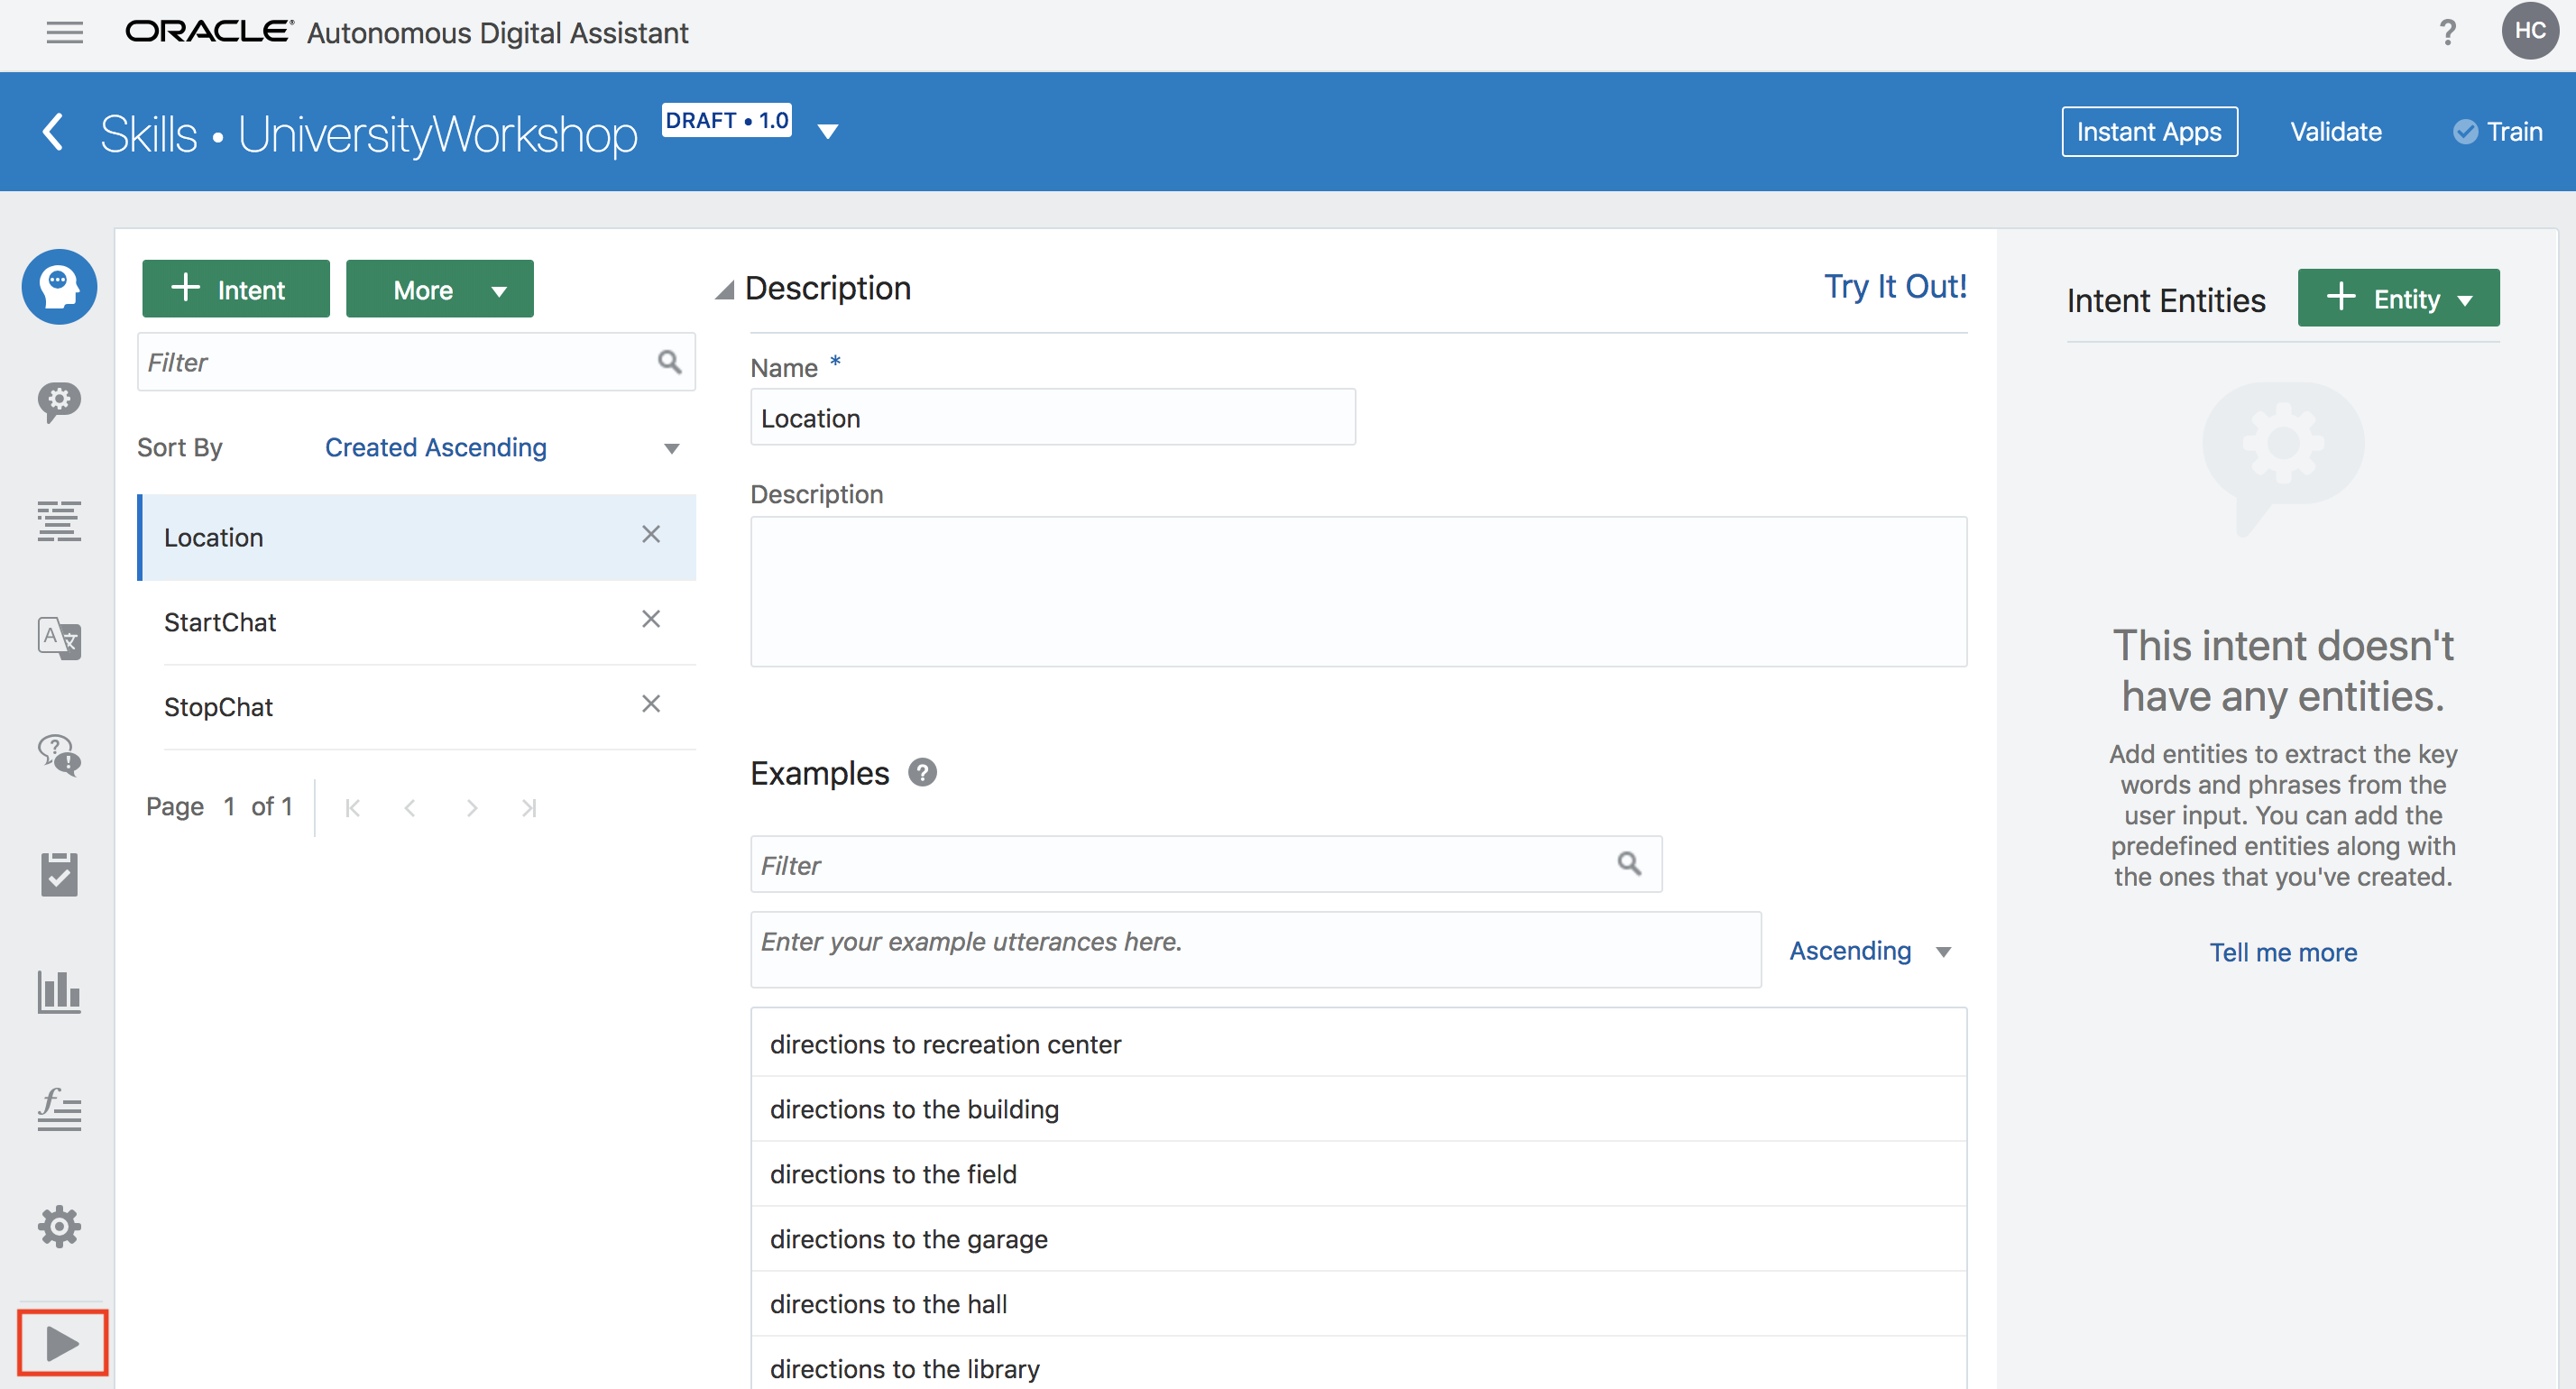 ORACLE® Autonomous Digital Assistant
?
HC
Skills • UniversityWorkshop
DRAFT • 1.0
Instant Apps
Validate
Train
+ Intent
More
Filter
Sort By
Created Ascending
Location
StartChat
StopChat
Page 1 of 1
Description
Try It Out!
Name *
Location
Description
Examples ?
Filter
Enter your example utterances here.
Ascending
directions to recreation center
directions to the building
directions to the field
directions to the garage
directions to the hall
directions to the library
Intent Entities
+ Entity
This intent doesn't
have any entities.
Add entities to extract the key
words and phrases from the
user input. You can add the
predefined entities along with
the ones that you've created.
Tell me more
A 文
? !
f